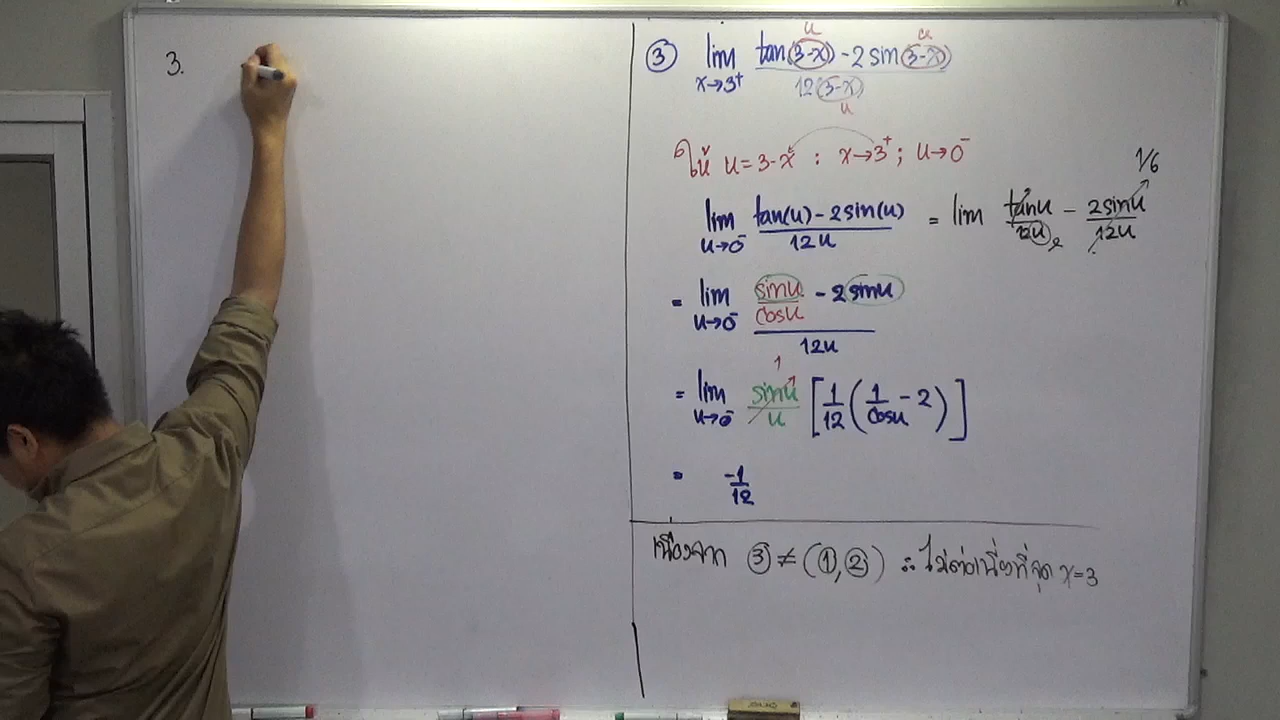 3.
③ lim x→3⁺ (tan(3-x) - 2 sin(3-x)) / 12(3-x)
u u
u
ให้ u = 3-x : x→3⁺ ; u→0⁻
lim u→0⁻ (tan(u) - 2sin(u)) / 12u = lim tanu / 12u - 2sinu / 12u
1/6
= lim u→0⁻ (sinu / cosu - 2 sinu) / 12u
= lim u→0⁻ sinu / u [1/12 (1/cosu - 2)]
1
= -1/12
เนื่องจาก ③ ≠ (①,②) ∴ ไม่ต่อเนื่องที่จุด x=3